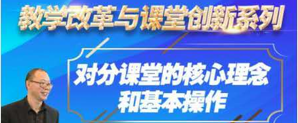 教学改革与课堂创新系列
对分课堂的核心理念
和基本操作